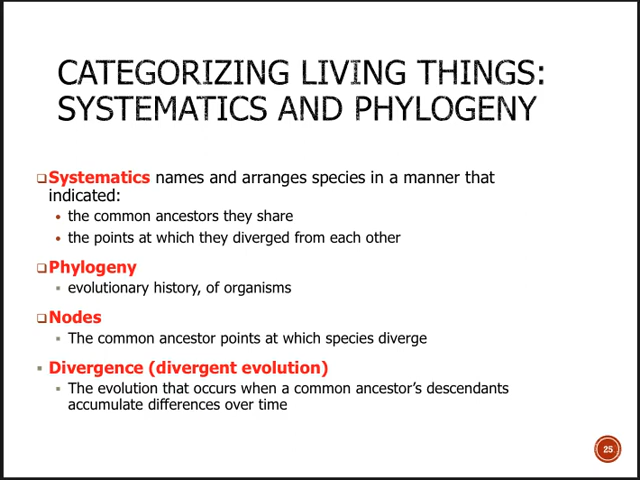 CATEGORIZING LIVING THINGS:
SYSTEMATICS AND PHYLOGENY
Systematics names and arranges species in a manner that
indicated:
the common ancestors they share
the points at which they diverged from each other
Phylogeny
evolutionary history, of organisms
Nodes
The common ancestor points at which species diverge
Divergence (divergent evolution)
The evolution that occurs when a common ancestor's descendants
accumulate differences over time
25